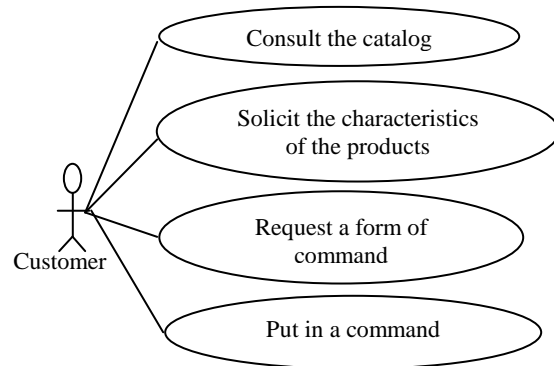 Consult the catalog
Solicit the characteristics
of the products
Request a form of
command
Customer
Put in a command